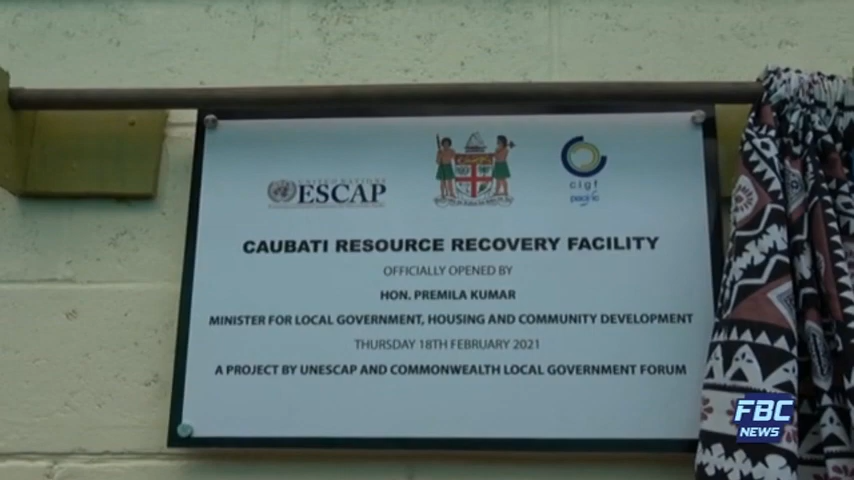 UNITED NATIONS
ESCAP
clgf
pacific
CAUBATI RESOURCE RECOVERY FACILITY
OFFICIALLY OPENED BY
HON. PREMILA KUMAR
MINISTER FOR LOCAL GOVERNMENT, HOUSING AND COMMUNITY DEVELOPMENT
THURSDAY 18TH FEBRUARY 2021
A PROJECT BY UNESCAP AND COMMONWEALTH LOCAL GOVERNMENT FORUM
FBC
NEWS